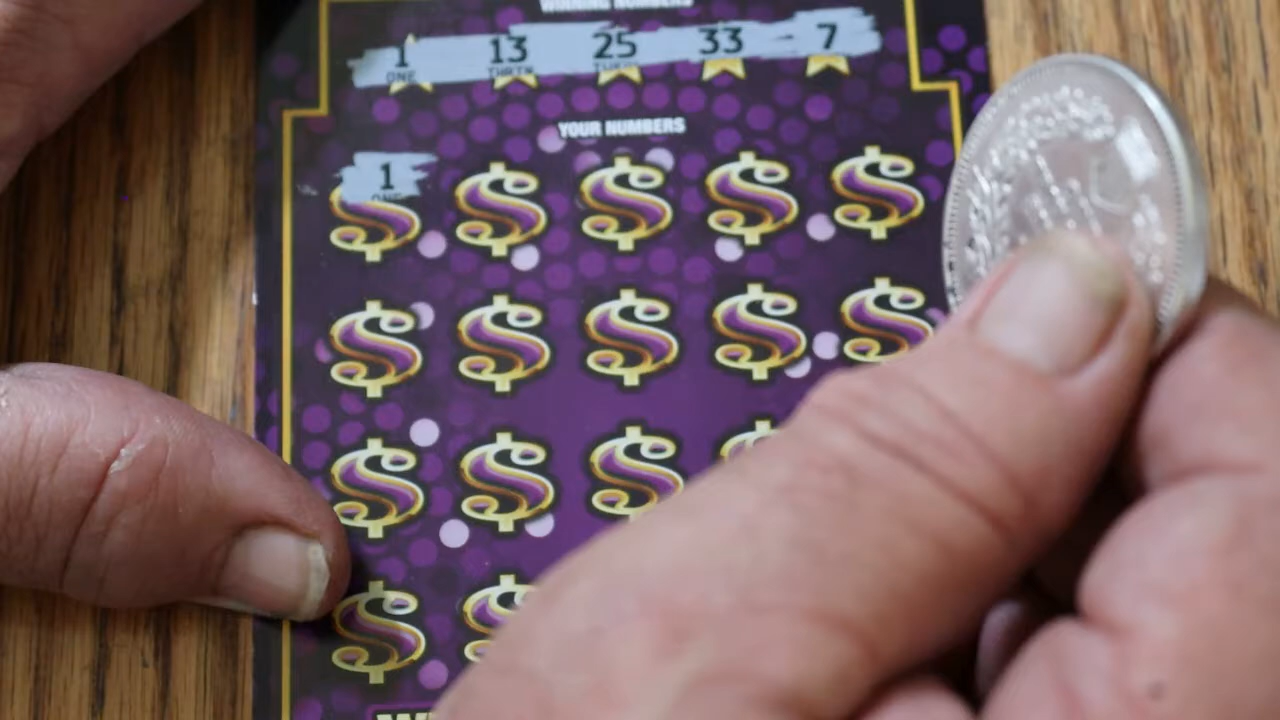 WINNING NUMBERS
1 13 25 33 7
ONE THRTN
YOUR NUMBERS
1
ONE
$ $ $ $ $
$ $ $ $ $
$ $ $ $
$ $